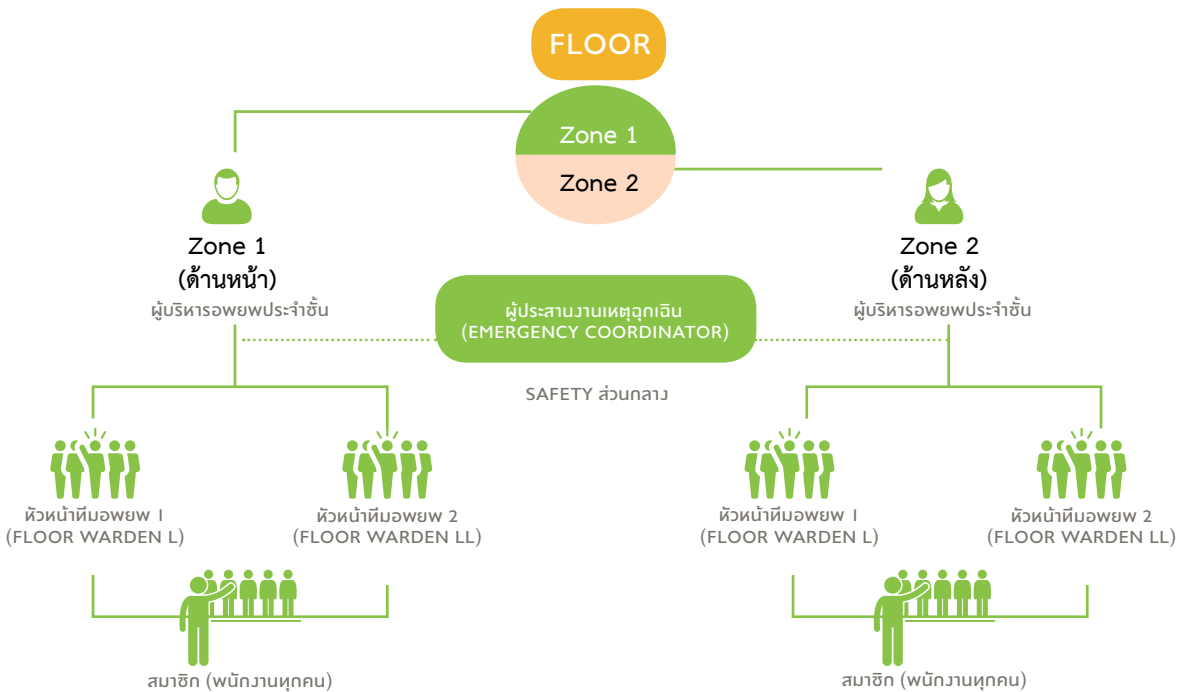 FLOOR
Zone 1
Zone 2
Zone 1
(ด้านหน้า)
ผู้บริหารอพยพประจำชั้น
Zone 2
(ด้านหลัง)
ผู้บริหารอพยพประจำชั้น
ผู้ประสานงานเหตุฉุกเฉิน
(EMERGENCY COORDINATOR)
SAFETY ส่วนกลาง
หัวหน้าทีมอพยพ 1
(FLOOR WARDEN L)
หัวหน้าทีมอพยพ 2
(FLOOR WARDEN LL)
หัวหน้าทีมอพยพ 1
(FLOOR WARDEN L)
หัวหน้าทีมอพยพ 2
(FLOOR WARDEN LL)
สมาชิก (พนักงานทุกคน)
สมาชิก (พนักงานทุกคน)